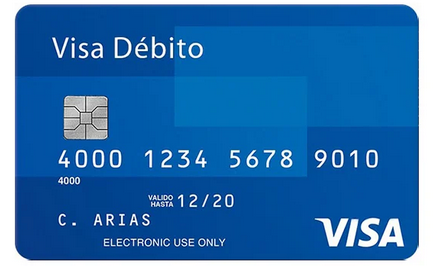 Visa Débito
4000 1234 5678 9010
4000
VALIDO
HASTA 12/20
C. ARIAS
VISA
ELECTRONIC USE ONLY